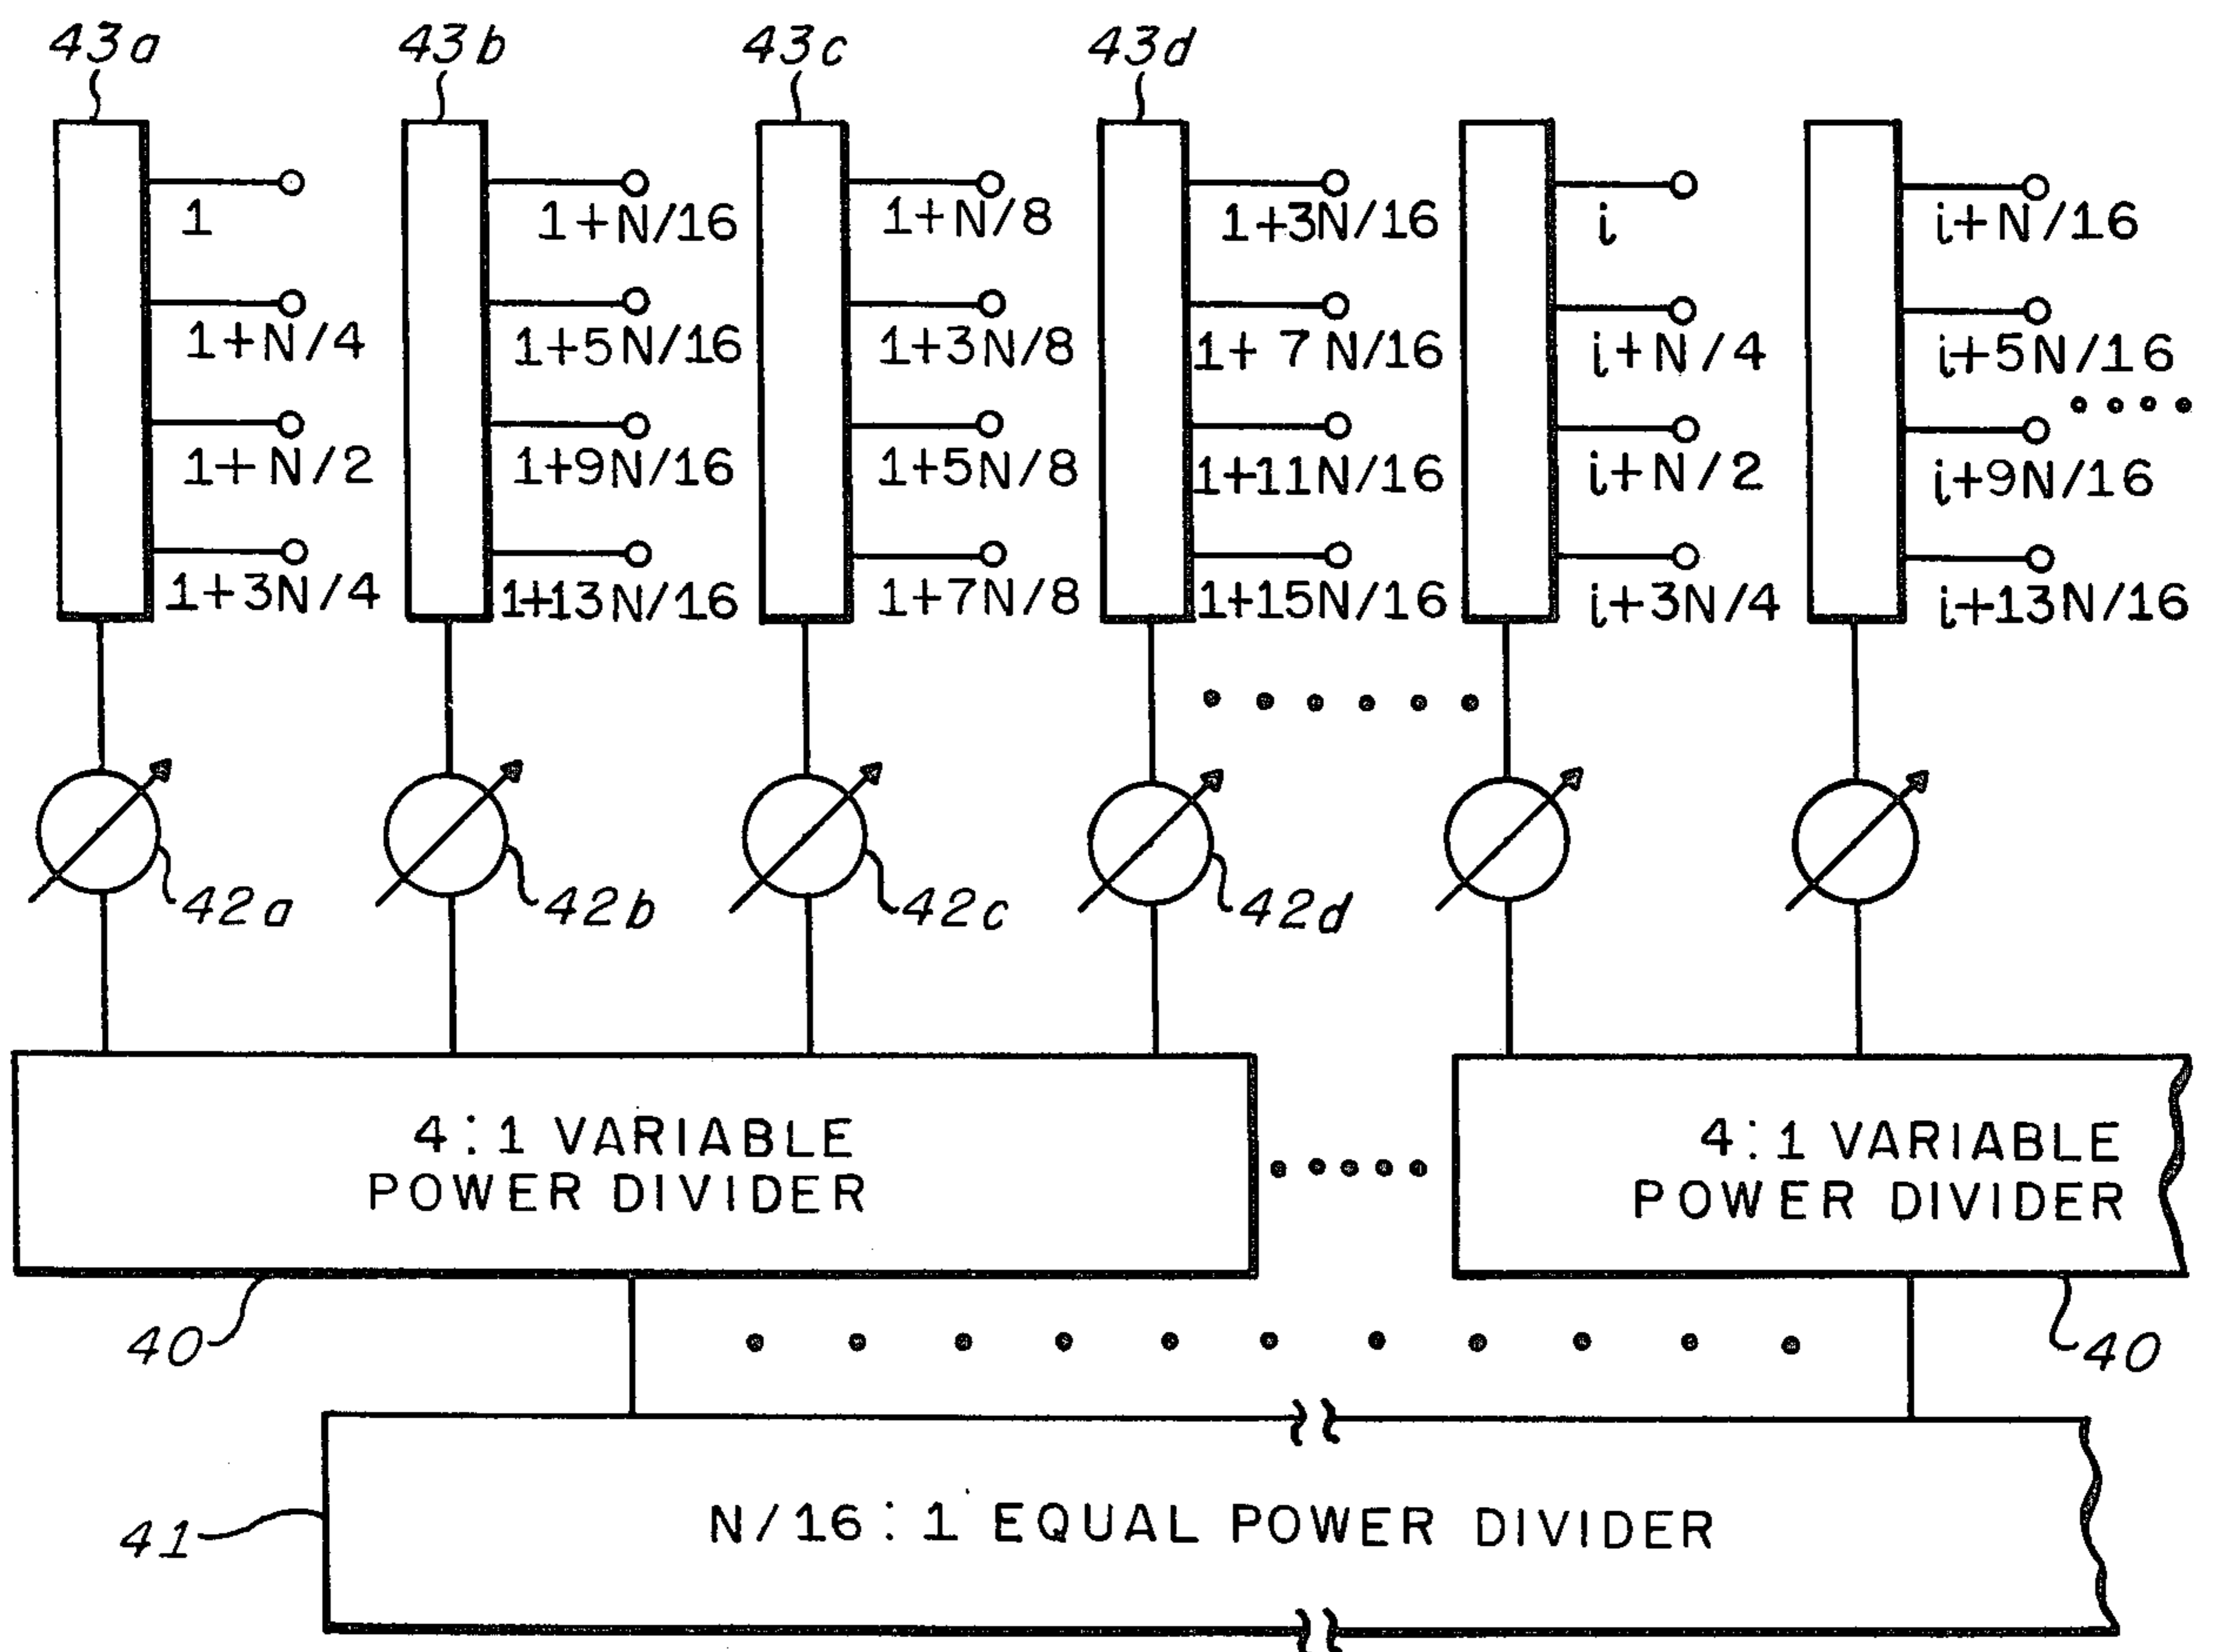 43a
43b
43c
43d
1
1+N/16
1+N/8
1+3N/16
i
i+N/16
1+N/4
1+5N/16
1+3N/8
1+7N/16
i+N/4
i+5N/16
1+N/2
1+9N/16
1+5N/8
1+11N/16
i+N/2
i+9N/16
1+3N/4
1+13N/16
1+7N/8
1+15N/16
i+3N/4
i+13N/16
42a
42b
42c
42d
4:1 VARIABLE
POWER DIVIDER
4:1 VARIABLE
POWER DIVIDER
40
40
41
N/16:1 EQUAL POWER DIVIDER